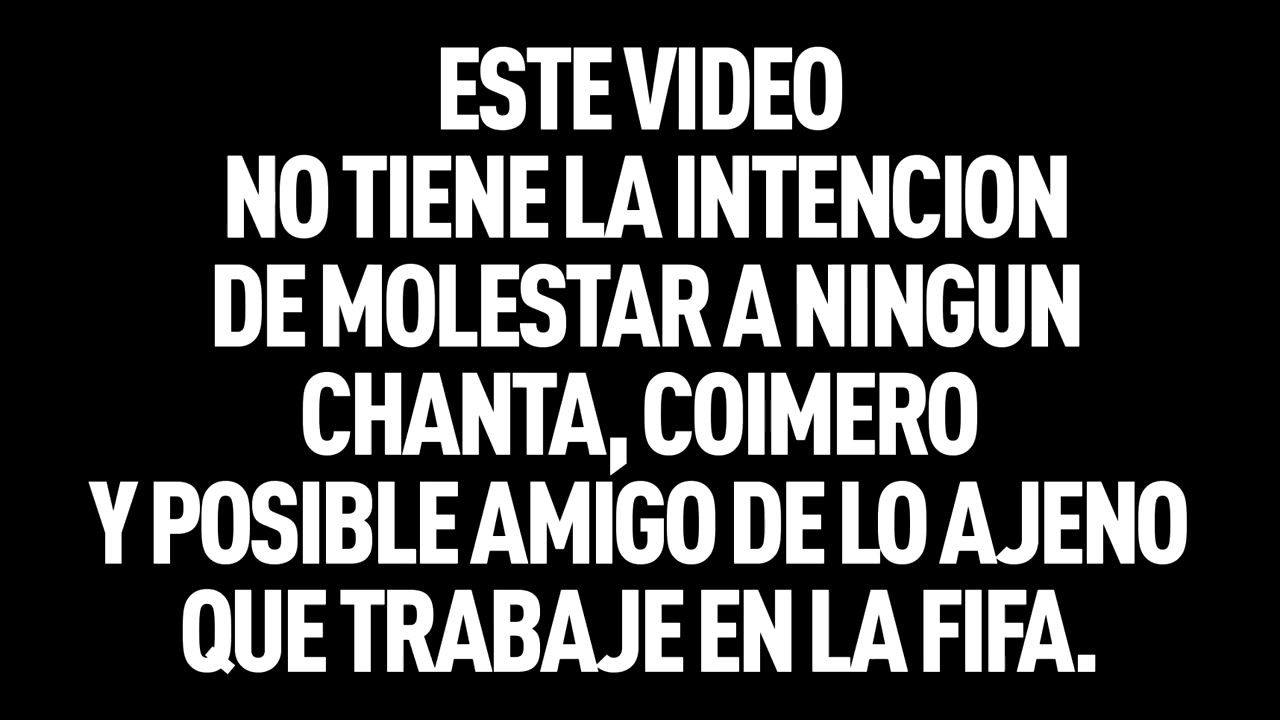 ESTE VIDEO
NO TIENE LA INTENCION
DE MOLESTAR A NINGUN
CHANTA, COIMERO
Y POSIBLE AMIGO DE LO AJENO
QUE TRABAJE EN LA FIFA.